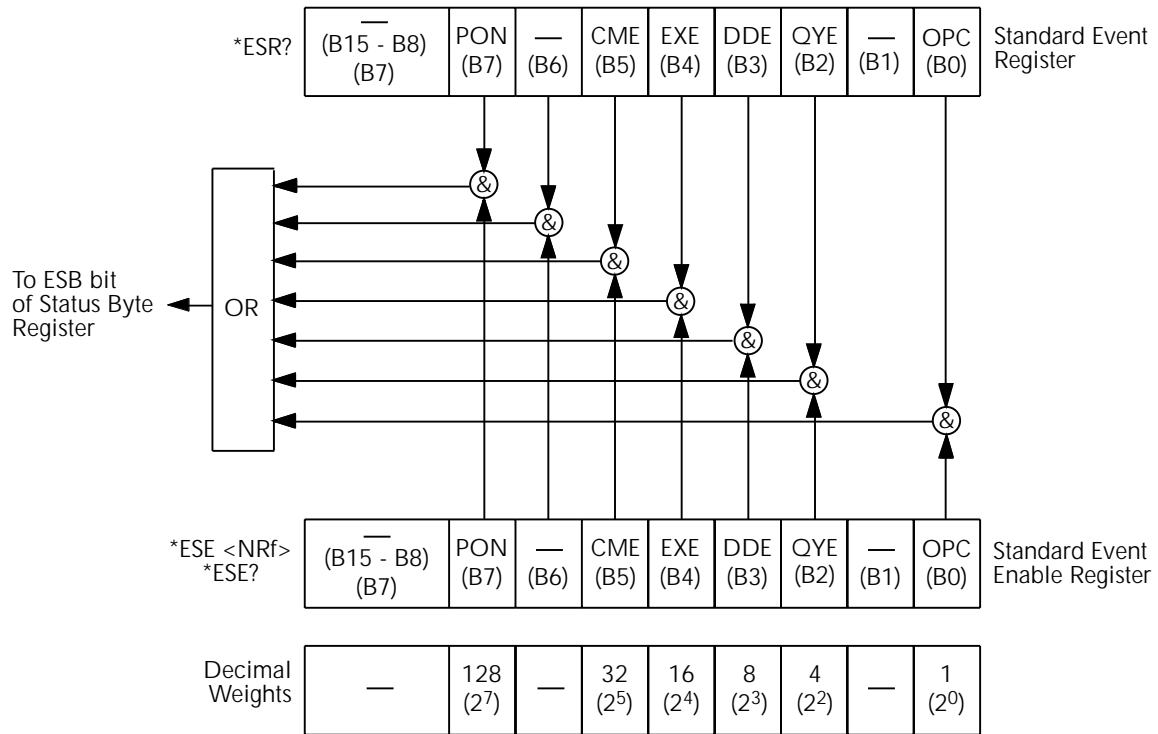 *ESR?
— (B15 - B8) (B7)
PON (B7)
— (B6)
CME (B5)
EXE (B4)
DDE (B3)
QYE (B2)
— (B1)
OPC (B0)
Standard Event
Register
&
&
&
&
&
&
&
To ESB bit
of Status Byte
Register
OR
*ESE <NRf>
*ESE?
— (B15 - B8) (B7)
PON (B7)
— (B6)
CME (B5)
EXE (B4)
DDE (B3)
QYE (B2)
— (B1)
OPC (B0)
Standard Event
Enable Register
Decimal
Weights
—
128 (2⁷)
—
32 (2⁵)
16 (2⁴)
8 (2³)
4 (2²)
—
1 (2⁰)